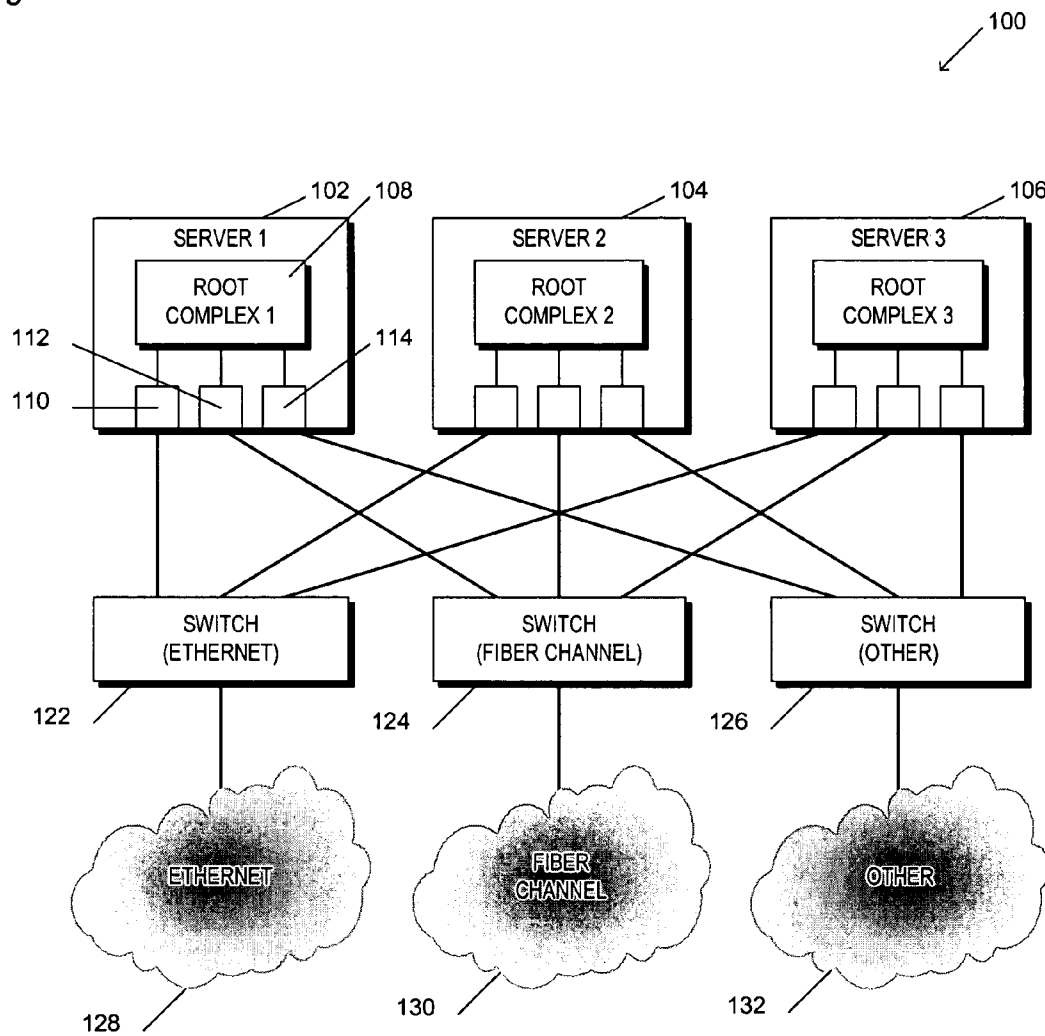 100
102
108
104
106
SERVER 1
SERVER 2
SERVER 3
ROOT
COMPLEX 1
ROOT
COMPLEX 2
ROOT
COMPLEX 3
112
114
110
SWITCH
(ETHERNET)
SWITCH
(FIBER CHANNEL)
SWITCH
(OTHER)
122
124
126
ETHERNET
FIBER
CHANNEL
OTHER
128
130
132